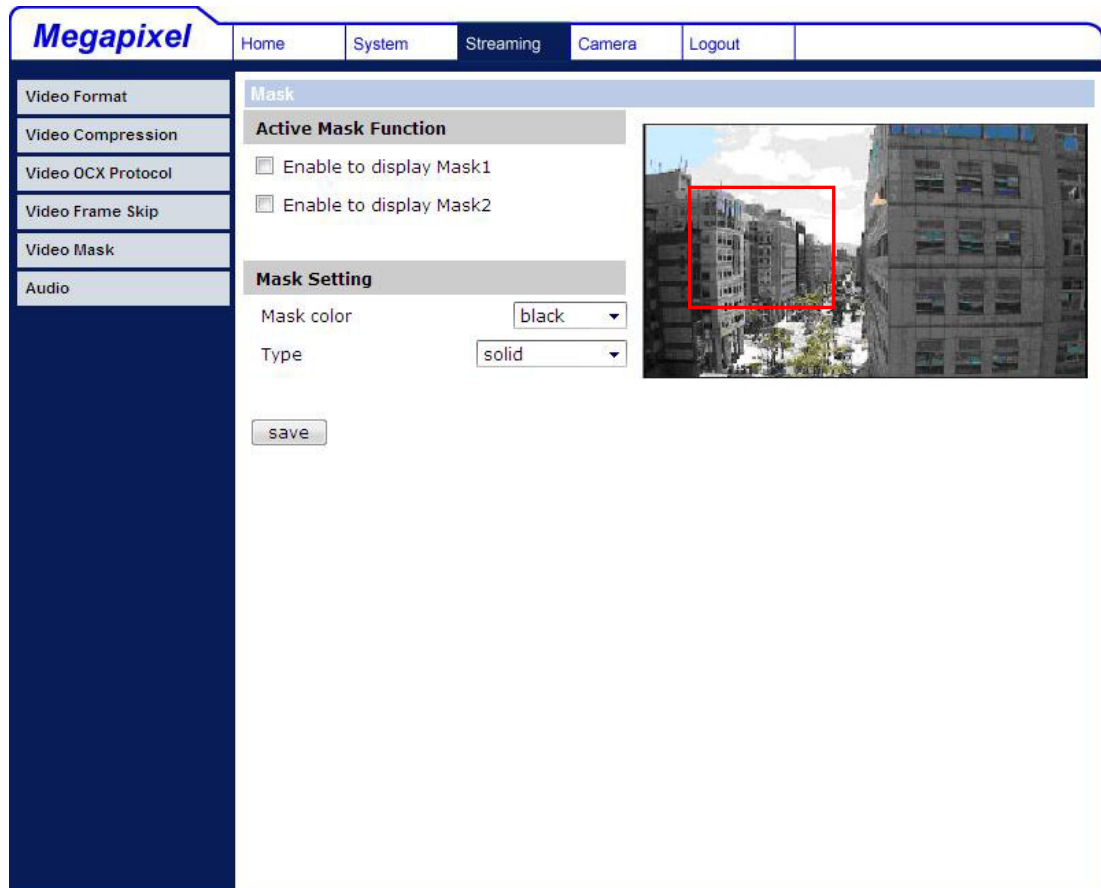 Megapixel
Home System Streaming Camera Logout
Video Format
Video Compression
Video OCX Protocol
Video Frame Skip
Video Mask
Audio
Mask
Active Mask Function
Enable to display Mask1
Enable to display Mask2
Mask Setting
Mask color black
Type solid
save